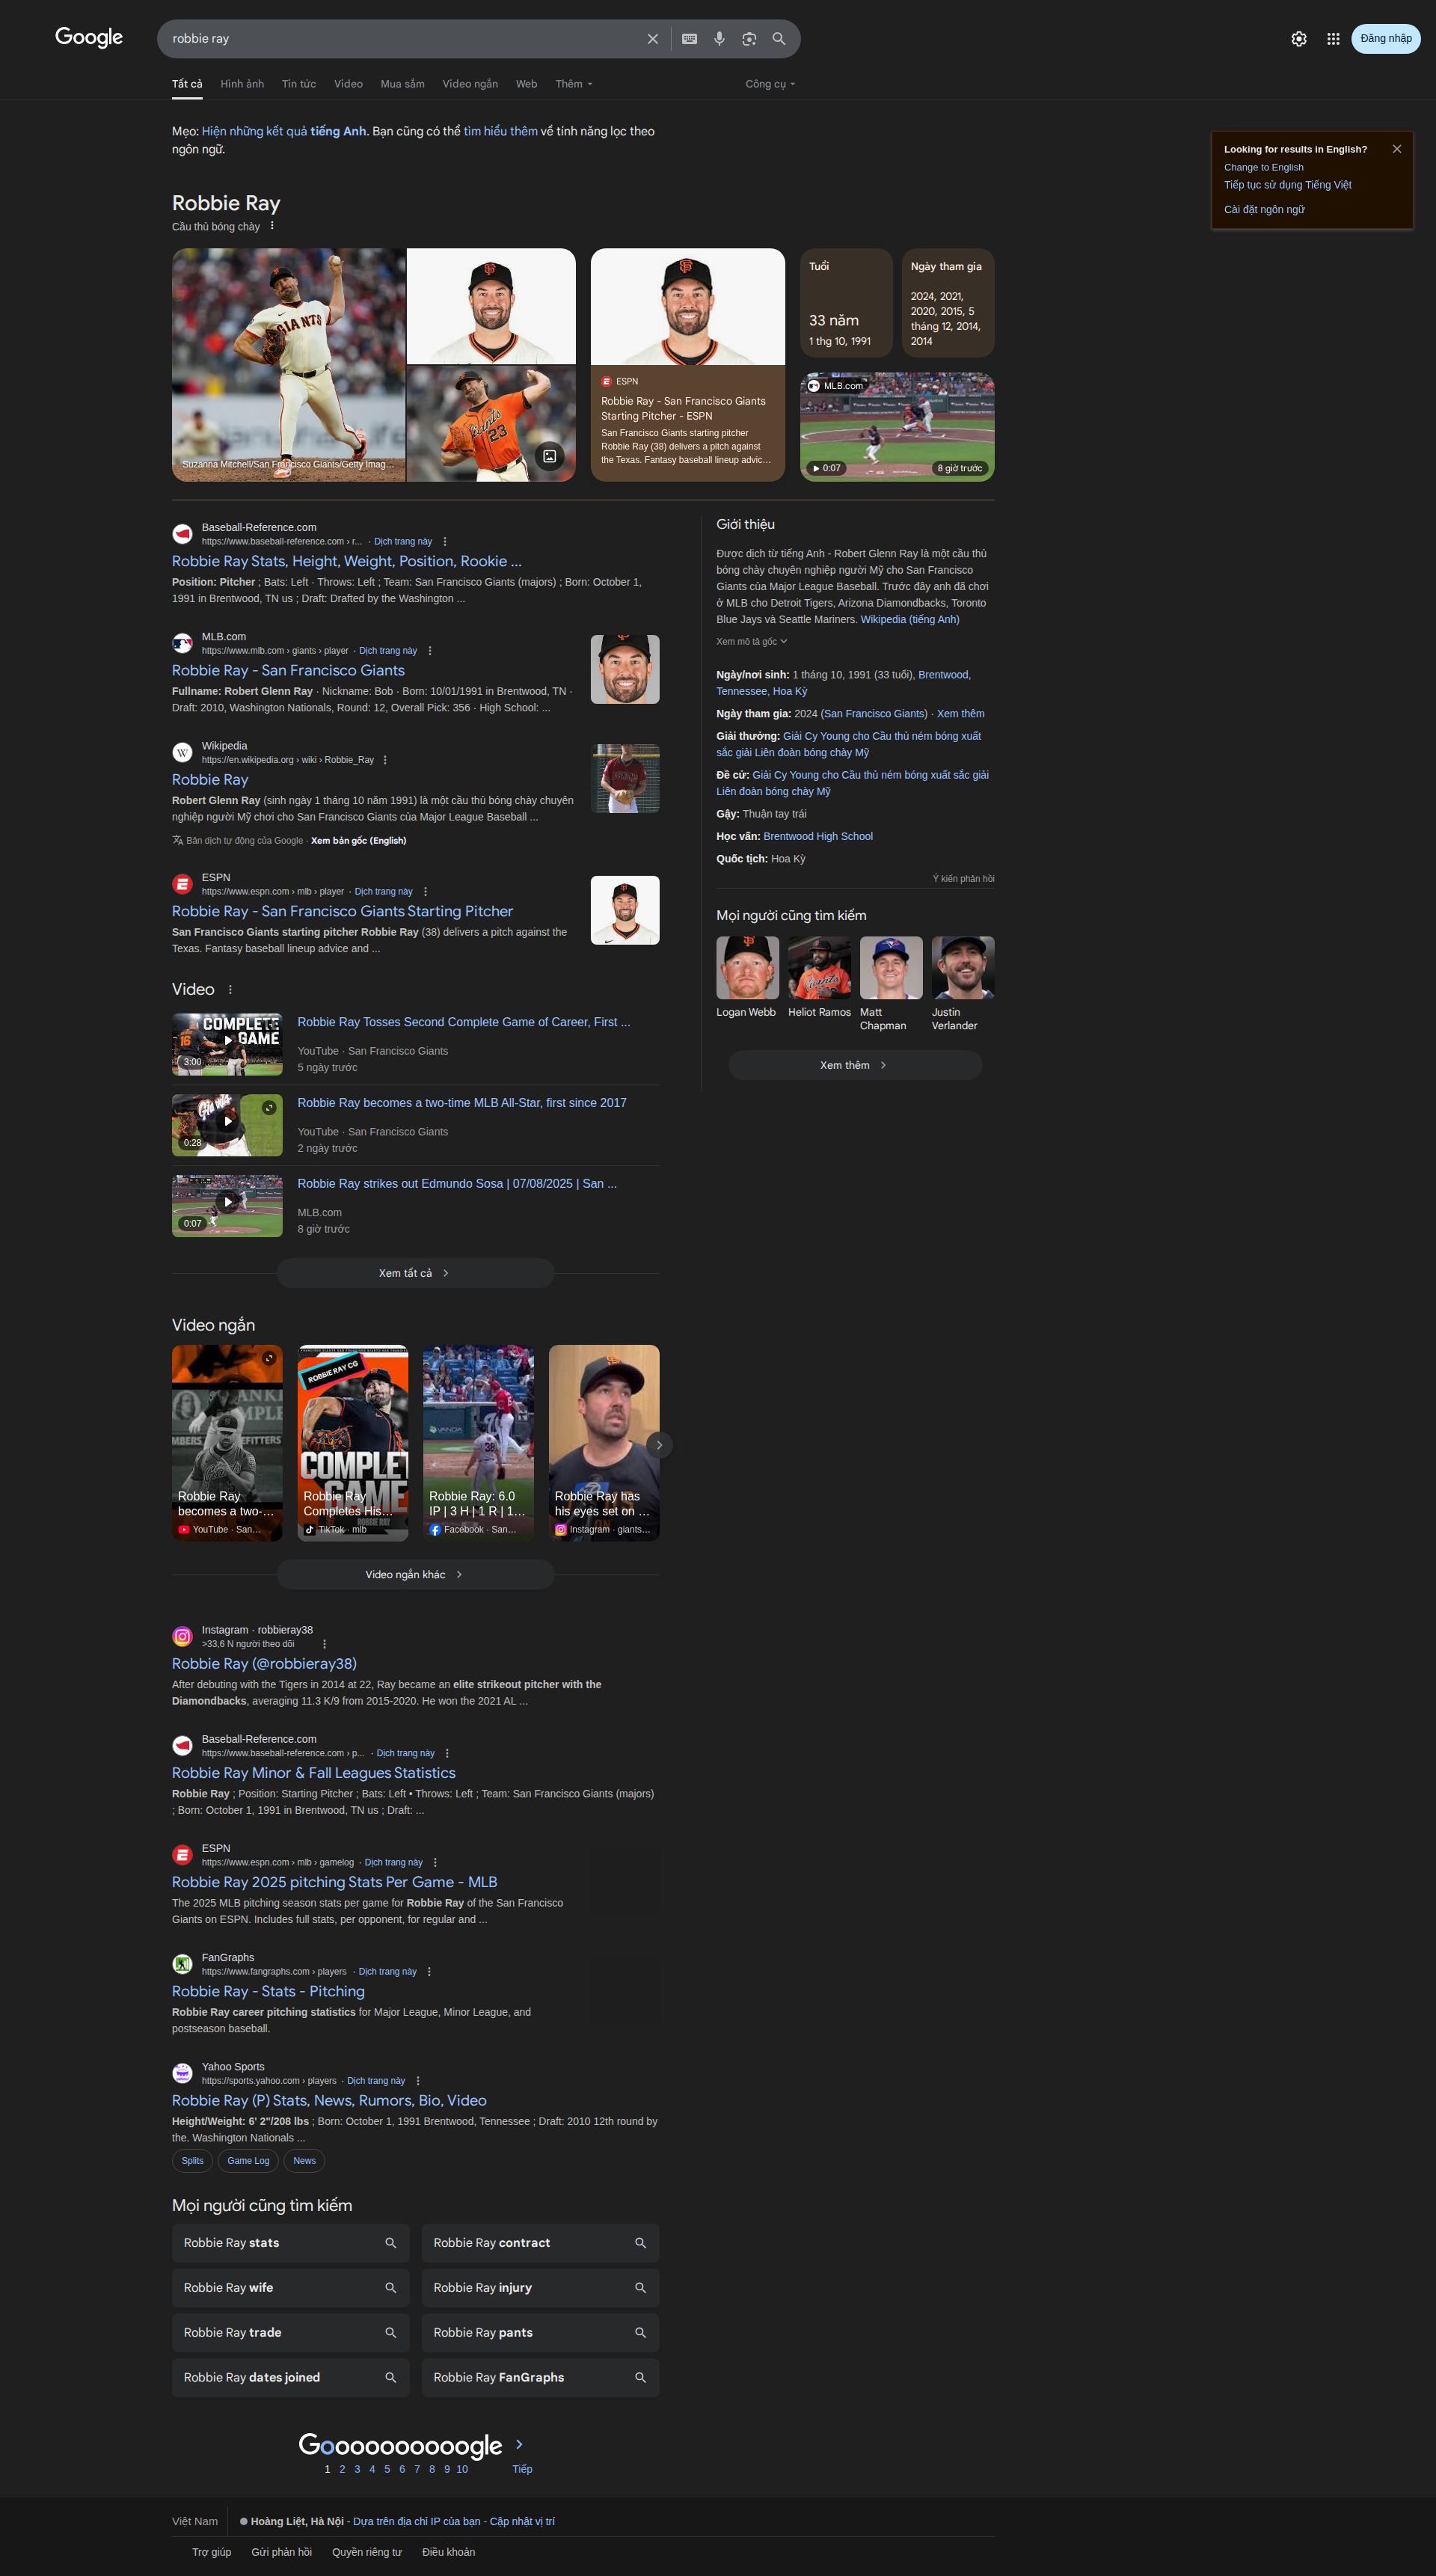 Google
robbie ray
Đăng nhập
Tất cả Hình ảnh Tin tức Video Mua sắm Video ngắn Web Thêm Công cụ
Mẹo: Hiện những kết quả tiếng Anh. Bạn cũng có thể tìm hiểu thêm về tính năng lọc theo
ngôn ngữ.
Looking for results in English?
Change to English
Tiếp tục sử dụng Tiếng Việt
Cài đặt ngôn ngữ
Robbie Ray
Cầu thủ bóng chày
Suzanna Mitchell/San Francisco Giants/Getty Imag…
ESPN
Robbie Ray - San Francisco Giants
Starting Pitcher - ESPN
San Francisco Giants starting pitcher
Robbie Ray (38) delivers a pitch against
the Texas. Fantasy baseball lineup advic…
Tuổi
33 năm
1 thg 10, 1991
Ngày tham gia
2024, 2021,
2020, 2015, 5
tháng 12, 2014,
2014
MLB.com
0:07
8 giờ trước
Baseball-Reference.com
https://www.baseball-reference.com › r... · Dịch trang này
Robbie Ray Stats, Height, Weight, Position, Rookie ...
Position: Pitcher ; Bats: Left · Throws: Left ; Team: San Francisco Giants (majors) ; Born: October 1,
1991 in Brentwood, TN us ; Draft: Drafted by the Washington ...
MLB.com
https://www.mlb.com › giants › player · Dịch trang này
Robbie Ray - San Francisco Giants
Fullname: Robert Glenn Ray · Nickname: Bob · Born: 10/01/1991 in Brentwood, TN ·
Draft: 2010, Washington Nationals, Round: 12, Overall Pick: 356 · High School: ...
Wikipedia
https://en.wikipedia.org › wiki › Robbie_Ray
Robbie Ray
Robert Glenn Ray (sinh ngày 1 tháng 10 năm 1991) là một cầu thủ bóng chày chuyên
nghiệp người Mỹ chơi cho San Francisco Giants của Major League Baseball ...
Bản dịch tự động của Google · Xem bản gốc (English)
ESPN
https://www.espn.com › mlb › player · Dịch trang này
Robbie Ray - San Francisco Giants Starting Pitcher
San Francisco Giants starting pitcher Robbie Ray (38) delivers a pitch against the
Texas. Fantasy baseball lineup advice and ...
Video
COMPLETE
GAME
3:00
Robbie Ray Tosses Second Complete Game of Career, First ...
YouTube · San Francisco Giants
5 ngày trước
0:28
Robbie Ray becomes a two-time MLB All-Star, first since 2017
YouTube · San Francisco Giants
2 ngày trước
0:07
Robbie Ray strikes out Edmundo Sosa | 07/08/2025 | San ...
MLB.com
8 giờ trước
Xem tất cả
Giới thiệu
Được dịch từ tiếng Anh - Robert Glenn Ray là một cầu thủ
bóng chày chuyên nghiệp người Mỹ cho San Francisco
Giants của Major League Baseball. Trước đây anh đã chơi
ở MLB cho Detroit Tigers, Arizona Diamondbacks, Toronto
Blue Jays và Seattle Mariners. Wikipedia (tiếng Anh)
Xem mô tả gốc
Ngày/nơi sinh: 1 tháng 10, 1991 (33 tuổi), Brentwood,
Tennessee, Hoa Kỳ
Ngày tham gia: 2024 (San Francisco Giants) · Xem thêm
Giải thưởng: Giải Cy Young cho Cầu thủ ném bóng xuất
sắc giải Liên đoàn bóng chày Mỹ
Đề cử: Giải Cy Young cho Cầu thủ ném bóng xuất sắc giải
Liên đoàn bóng chày Mỹ
Gậy: Thuận tay trái
Học vấn: Brentwood High School
Quốc tịch: Hoa Kỳ
Ý kiến phản hồi
Mọi người cũng tìm kiếm
Logan Webb
Heliot Ramos
Matt
Chapman
Justin
Verlander
Xem thêm
Video ngắn
Robbie Ray
becomes a two-…
YouTube · San…
ROBBIE RAY CG
COMPLETE
GAME
ROBBIE RAY
Robbie Ray
Completes His…
TikTok · mlb
Robbie Ray: 6.0
IP | 3 H | 1 R | 1…
Facebook · San…
Robbie Ray has
his eyes set on …
Instagram · giants…
Video ngắn khác
Instagram · robbieray38
>33,6 N người theo dõi
Robbie Ray (@robbieray38)
After debuting with the Tigers in 2014 at 22, Ray became an elite strikeout pitcher with the
Diamondbacks, averaging 11.3 K/9 from 2015-2020. He won the 2021 AL ...
Baseball-Reference.com
https://www.baseball-reference.com › p... · Dịch trang này
Robbie Ray Minor & Fall Leagues Statistics
Robbie Ray ; Position: Starting Pitcher ; Bats: Left • Throws: Left ; Team: San Francisco Giants (majors)
; Born: October 1, 1991 in Brentwood, TN us ; Draft: ...
ESPN
https://www.espn.com › mlb › gamelog · Dịch trang này
Robbie Ray 2025 pitching Stats Per Game - MLB
The 2025 MLB pitching season stats per game for Robbie Ray of the San Francisco
Giants on ESPN. Includes full stats, per opponent, for regular and ...
FanGraphs
https://www.fangraphs.com › players · Dịch trang này
Robbie Ray - Stats - Pitching
Robbie Ray career pitching statistics for Major League, Minor League, and
postseason baseball.
Yahoo Sports
https://sports.yahoo.com › players · Dịch trang này
Robbie Ray (P) Stats, News, Rumors, Bio, Video
Height/Weight: 6' 2"/208 lbs ; Born: October 1, 1991 Brentwood, Tennessee ; Draft: 2010 12th round by
the. Washington Nationals ...
Splits Game Log News
Mọi người cũng tìm kiếm
Robbie Ray stats
Robbie Ray contract
Robbie Ray wife
Robbie Ray injury
Robbie Ray trade
Robbie Ray pants
Robbie Ray dates joined
Robbie Ray FanGraphs
Goooooooooogle
1 2 3 4 5 6 7 8 9 10 Tiếp
Việt Nam
Hoàng Liệt, Hà Nội - Dựa trên địa chỉ IP của bạn - Cập nhật vị trí
Trợ giúp Gửi phản hồi Quyền riêng tư Điều khoản